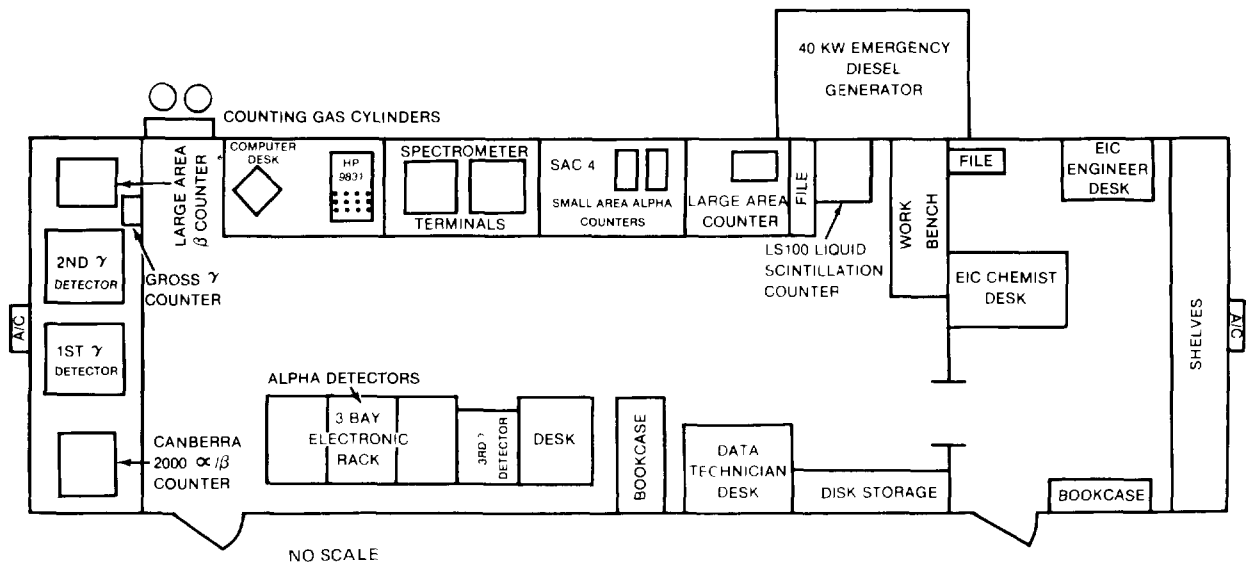 40 KW EMERGENCY
DIESEL
GENERATOR
COUNTING GAS CYLINDERS
LARGE AREA
β COUNTER
COMPUTER
DESK
HP
9831
SPECTROMETER
TERMINALS
SAC 4
SMALL AREA ALPHA
COUNTERS
LARGE AREA
COUNTER
FILE
LS100 LIQUID
SCINTILLATION
COUNTER
WORK
BENCH
FILE
EIC
ENGINEER
DESK
EIC CHEMIST
DESK
SHELVES
A/C
A/C
2ND γ
DETECTOR
GROSS γ
COUNTER
1ST γ
DETECTOR
CANBERRA
2000 ∝/β
COUNTER
ALPHA DETECTORS
3 BAY
ELECTRONIC
RACK
3RD
DETECTOR
DESK
BOOKCASE
DATA
TECHNICIAN
DESK
DISK STORAGE
BOOKCASE
NO SCALE